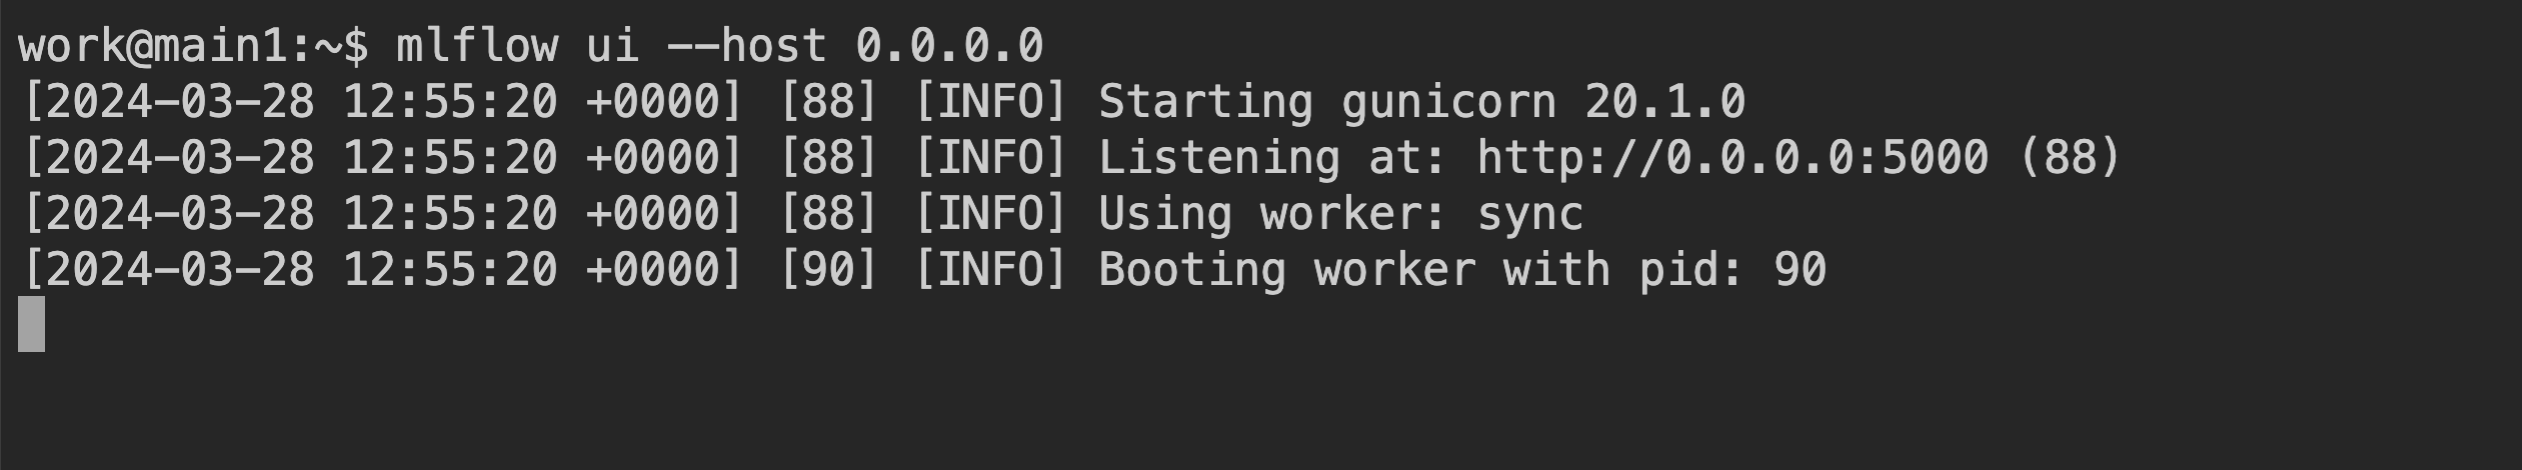 work@main1:~$ mlflow ui --host 0.0.0.0
[2024-03-28 12:55:20 +0000] [88] [INFO] Starting gunicorn 20.1.0
[2024-03-28 12:55:20 +0000] [88] [INFO] Listening at: http://0.0.0.0:5000 (88)
[2024-03-28 12:55:20 +0000] [88] [INFO] Using worker: sync
[2024-03-28 12:55:20 +0000] [90] [INFO] Booting worker with pid: 90